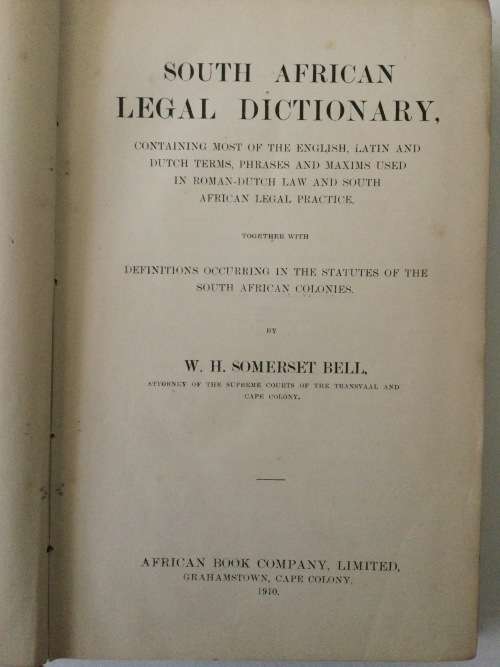 SOUTH AFRICAN
LEGAL DICTIONARY,
CONTAINING MOST OF THE ENGLISH, LATIN AND
DUTCH TERMS, PHRASES AND MAXIMS USED
IN ROMAN-DUTCH LAW AND SOUTH
AFRICAN LEGAL PRACTICE,
TOGETHER WITH
DEFINITIONS OCCURRING IN THE STATUTES OF THE
SOUTH AFRICAN COLONIES.
BY
W. H. SOMERSET BELL,
ATTORNEY OF THE SUPREME COURTS OF THE TRANSVAAL AND
CAPE COLONY.
AFRICAN BOOK COMPANY, LIMITED,
GRAHAMSTOWN, CAPE COLONY.
1910.